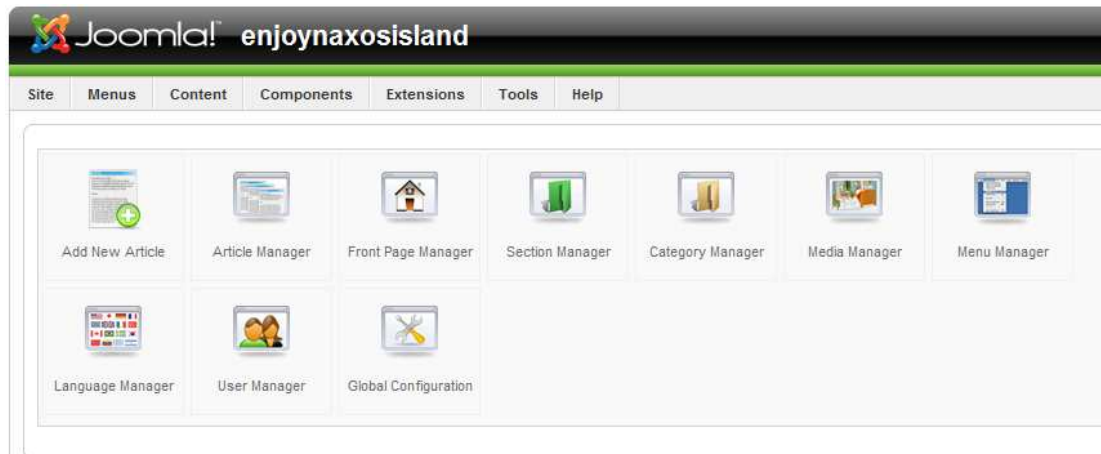 Joomla! enjoynaxosisland
Site Menus Content Components Extensions Tools Help
Add New Article Article Manager Front Page Manager Section Manager Category Manager Media Manager Menu Manager
Language Manager User Manager Global Configuration